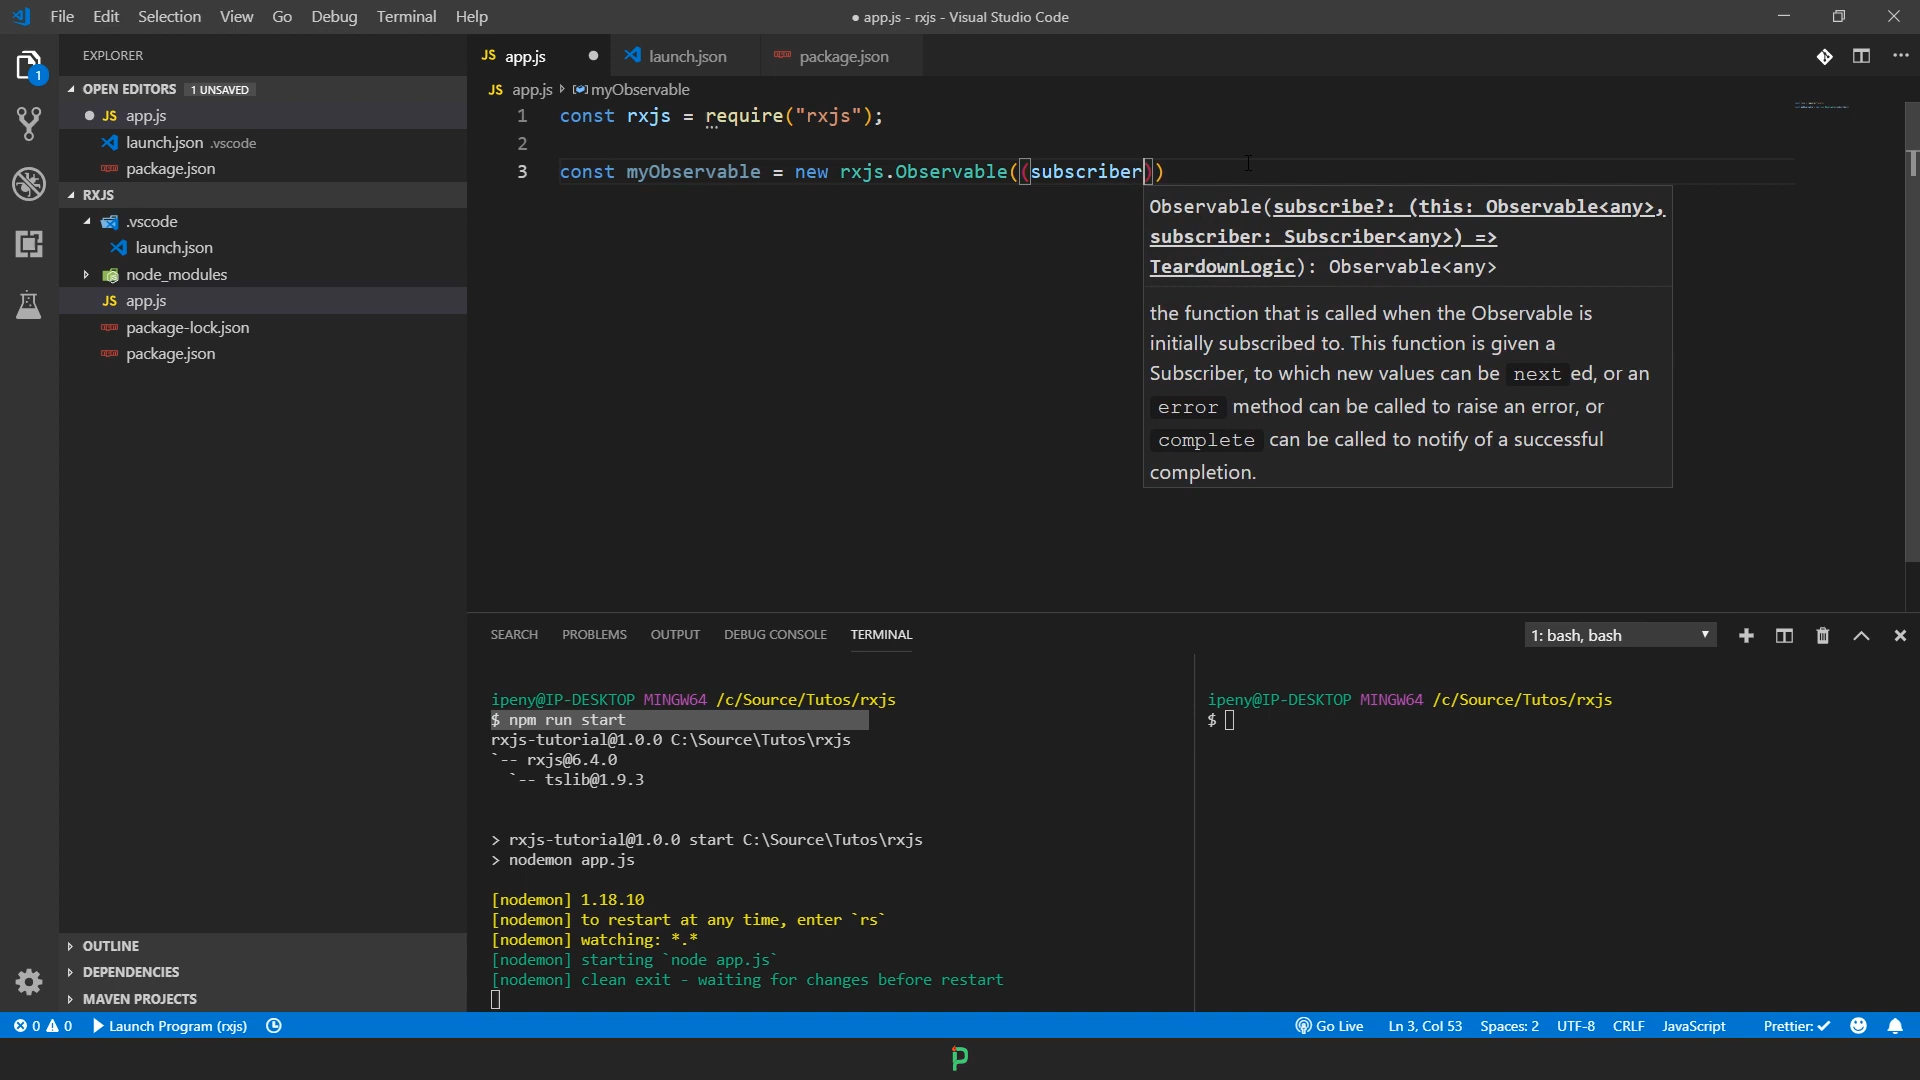 File Edit Selection View Go Debug Terminal Help
● app.js - rxjs - Visual Studio Code
1
EXPLORER
OPEN EDITORS 1 UNSAVED
JS app.js
launch.json .vscode
package.json
RXJS
.vscode
launch.json
node_modules
JS app.js
package-lock.json
package.json
OUTLINE
DEPENDENCIES
MAVEN PROJECTS
JS app.js ● launch.json package.json
JS app.js myObservable
1 const rxjs = require("rxjs");
2
3 const myObservable = new rxjs.Observable((subscriber))
Observable(subscribe?: (this: Observable<any>,
subscriber: Subscriber<any>) =>
TeardownLogic): Observable<any>
the function that is called when the Observable is
initially subscribed to. This function is given a
Subscriber, to which new values can be next ed, or an
error method can be called to raise an error, or
complete can be called to notify of a successful
completion.
SEARCH PROBLEMS OUTPUT DEBUG CONSOLE TERMINAL
1: bash, bash
ipeny@IP-DESKTOP MINGW64 /c/Source/Tutos/rxjs
$ npm run start
rxjs-tutorial@1.0.0 C:\Source\Tutos\rxjs
`-- rxjs@6.4.0
`-- tslib@1.9.3
> rxjs-tutorial@1.0.0 start C:\Source\Tutos\rxjs
> nodemon app.js
[nodemon] 1.18.10
[nodemon] to restart at any time, enter `rs`
[nodemon] watching: *.*
[nodemon] starting `node app.js`
[nodemon] clean exit - waiting for changes before restart
ipeny@IP-DESKTOP MINGW64 /c/Source/Tutos/rxjs
$
0 0 Launch Program (rxjs)
Go Live Ln 3, Col 53 Spaces: 2 UTF-8 CRLF JavaScript Prettier: ✓